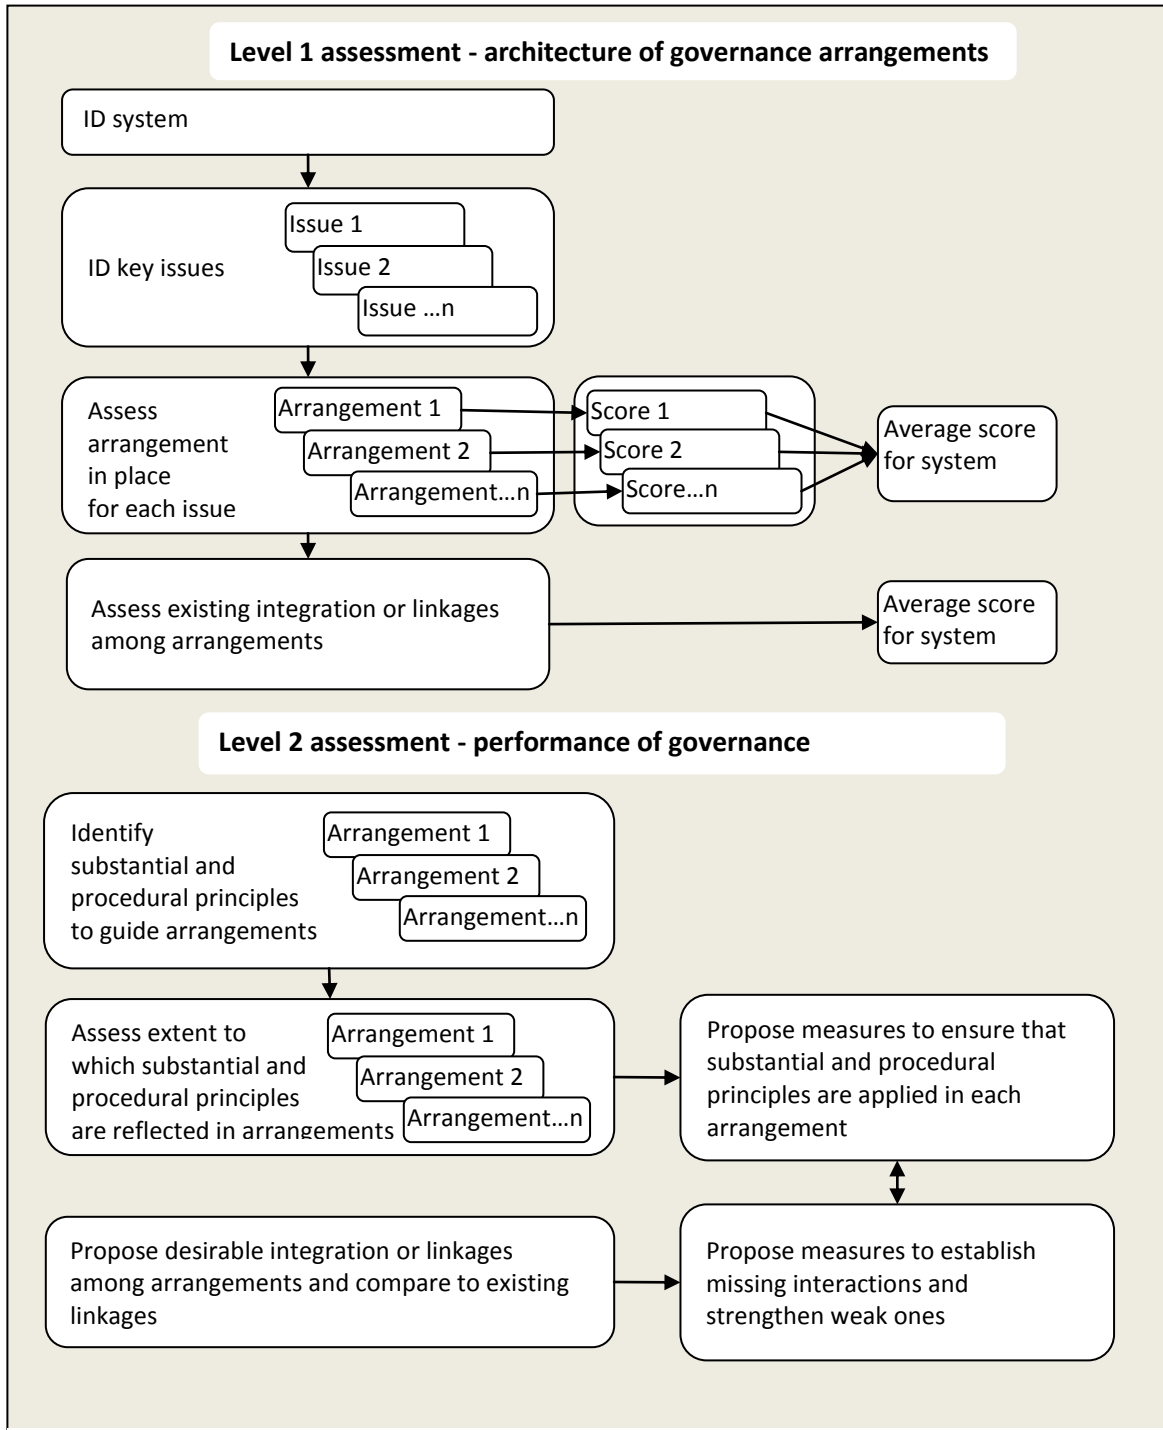 Level 1 assessment - architecture of governance arrangements
ID system
ID key issues
Issue 1
Issue 2
Issue ...n
Assess
arrangement
in place
for each issue
Arrangement 1
Arrangement 2
Arrangement...n
Score 1
Score 2
Score...n
Average score
for system
Assess existing integration or linkages
among arrangements
Average score
for system
Level 2 assessment - performance of governance
Identify
substantial and
procedural principles
to guide arrangements
Arrangement 1
Arrangement 2
Arrangement...n
Assess extent to
which substantial and
procedural principles
are reflected in arrangements
Arrangement 1
Arrangement 2
Arrangement...n
Propose measures to ensure that
substantial and procedural
principles are applied in each
arrangement
Propose desirable integration or linkages
among arrangements and compare to existing
linkages
Propose measures to establish
missing interactions and
strengthen weak ones